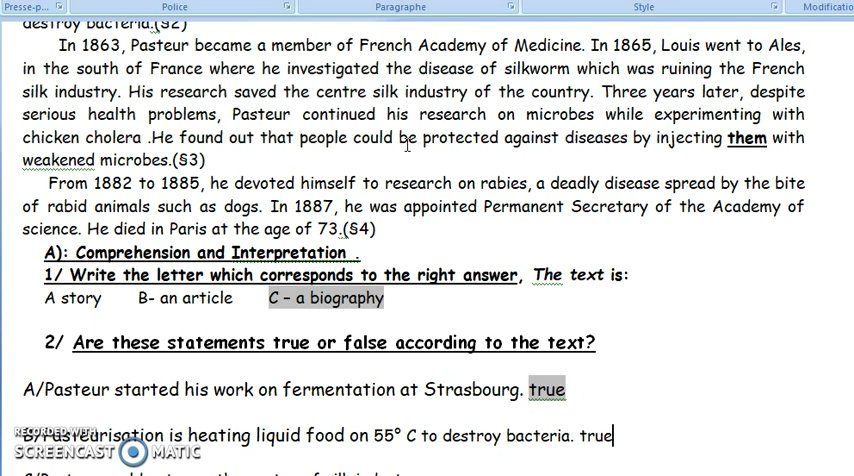 Presse-p...
Police
Paragraphe
Style
Modificatio
destroy bacteria.(§2)
In 1863, Pasteur became a member of French Academy of Medicine. In 1865, Louis went to Ales,
in the south of France where he investigated the disease of silkworm which was ruining the French
silk industry. His research saved the centre silk industry of the country. Three years later, despite
serious health problems, Pasteur continued his research on microbes while experimenting with
chicken cholera .He found out that people could be protected against diseases by injecting them with
weakened microbes.(§3)
From 1882 to 1885, he devoted himself to research on rabies, a deadly disease spread by the bite
of rabid animals such as dogs. In 1887, he was appointed Permanent Secretary of the Academy of
science. He died in Paris at the age of 73.(§4)
A): Comprehension and Interpretation .
1/ Write the letter which corresponds to the right answer, The text is:
A story B- an article C – a biography
2/ Are these statements true or false according to the text?
A/Pasteur started his work on fermentation at Strasbourg. true
B/Pasteurisation is heating liquid food on 55° C to destroy bacteria. true
RECORDED WITH
SCREENCAST MATIC